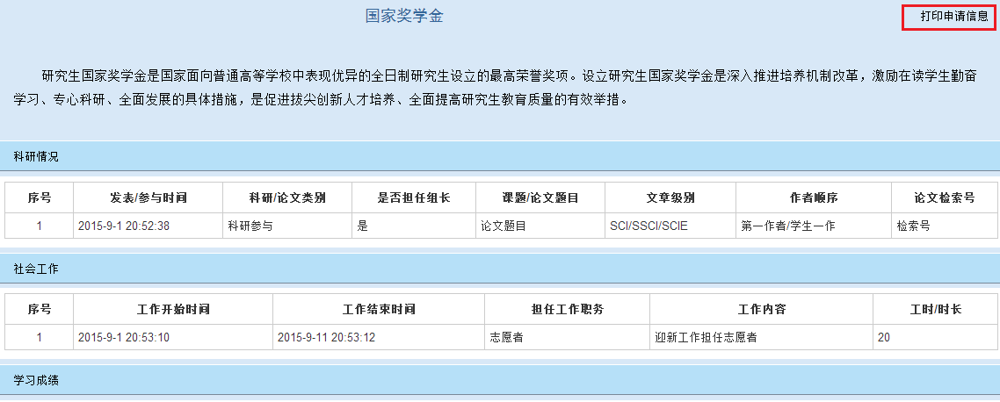 国家奖学金
打印申请信息
研究生国家奖学金是国家面向普通高等学校中表现优异的全日制研究生设立的最高荣誉奖项。设立研究生国家奖学金是深入推进培养机制改革，激励在读学生勤奋
学习、专心科研、全面发展的具体措施，是促进拔尖创新人才培养、全面提高研究生教育质量的有效举措。
科研情况
序号 发表/参与时间 科研/论文类别 是否担任组长 课题/论文题目 文章级别 作者顺序 论文检索号
1 2015-9-1 20:52:38 科研参与 是 论文题目 SCI/SSCI/SCIE 第一作者/学生一作 检索号
社会工作
序号 工作开始时间 工作结束时间 担任工作职务 工作内容 工时/时长
1 2015-9-1 20:53:10 2015-9-11 20:53:12 志愿者 迎新工作担任志愿者 20
学习成绩